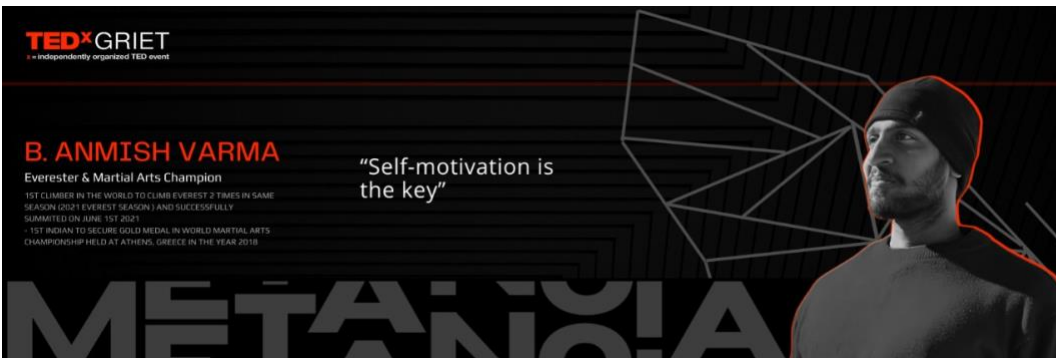 TEDxGRIET
x = independently organized TED event
B. ANMISH VARMA
Everester & Martial Arts Champion
1ST CLIMBER IN THE WORLD TO CLIMB EVEREST 2 TIMES IN SAME
SEASON (2021 EVEREST SEASON ) AND SUCCESSFULLY
SUMMITED ON JUNE 1ST 2021
- 1ST INDIAN TO SECURE GOLD MEDAL IN WORLD MARTIAL ARTS
CHAMPIONSHIP HELD AT ATHENS, GREECE IN THE YEAR 2018
“Self-motivation is
the key”
METANOIA